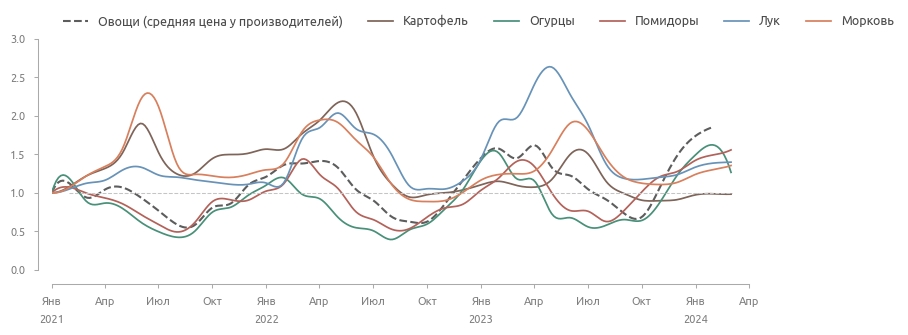 Овощи (средняя цена у производителей) Картофель Огурцы Помидоры Лук Морковь
3.0
2.5
2.0
1.5
1.0
0.5
0.0
Янв Апр Июл Окт Янв Апр Июл Окт Янв Апр Июл Окт Янв Апр
2021 2022 2023 2024